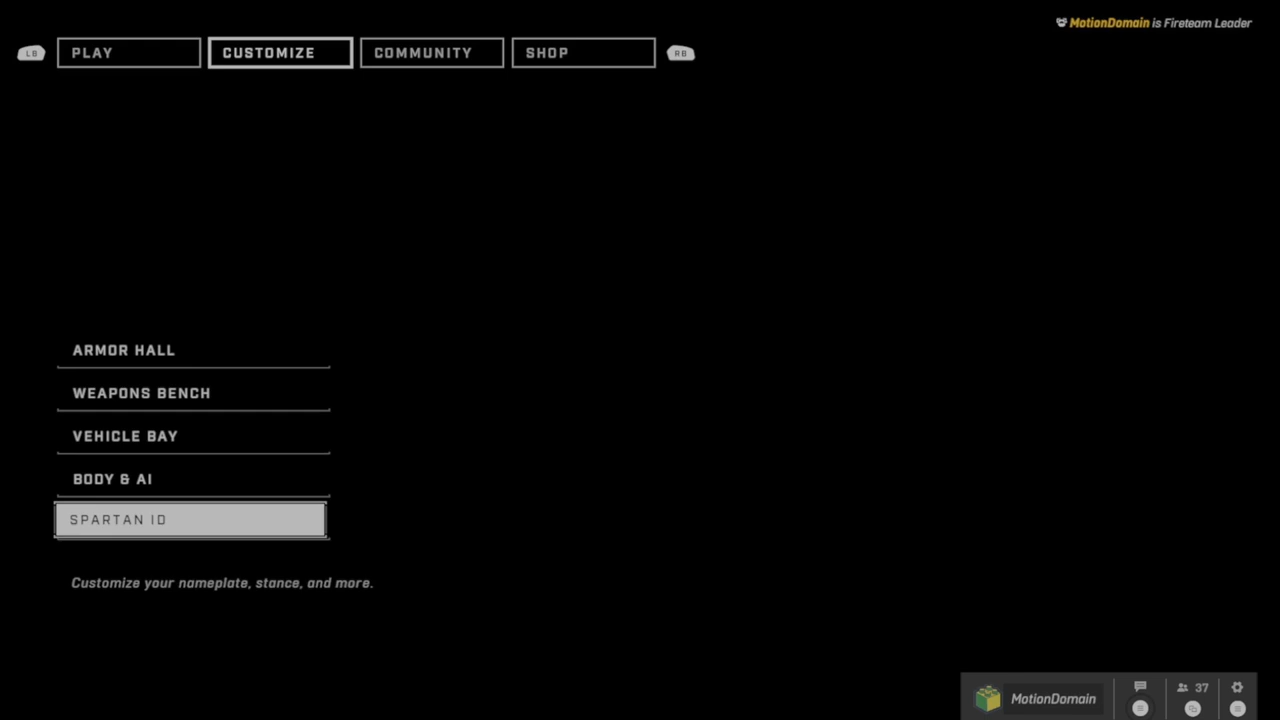 MotionDomain is Fireteam Leader
LB PLAY CUSTOMIZE COMMUNITY SHOP RB
ARMOR HALL
WEAPONS BENCH
VEHICLE BAY
BODY & AI
SPARTAN ID
Customize your nameplate, stance, and more.
MotionDomain 37